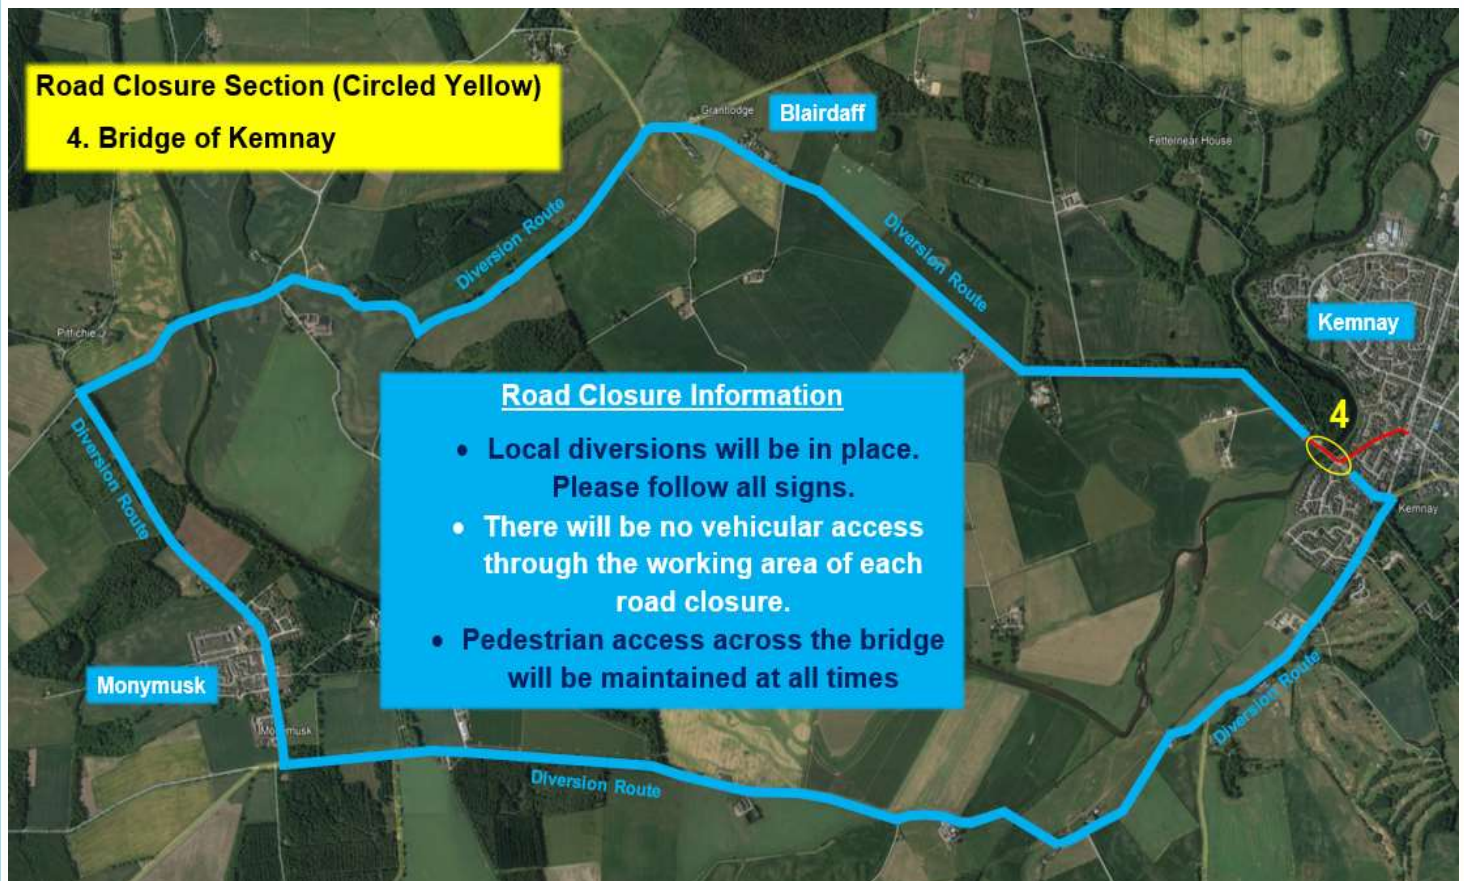 Road Closure Section (Circled Yellow)
4. Bridge of Kemnay
Blairdaff
Fetternear House
Diversion Route
Diversion Route
Kemnay
Pitfichie
4
Road Closure Information
• Local diversions will be in place.
Please follow all signs.
• There will be no vehicular access
through the working area of each
road closure.
• Pedestrian access across the bridge
will be maintained at all times
Diversion Route
Kemnay
Monymusk
Monymusk
Diversion Route
Diversion Route